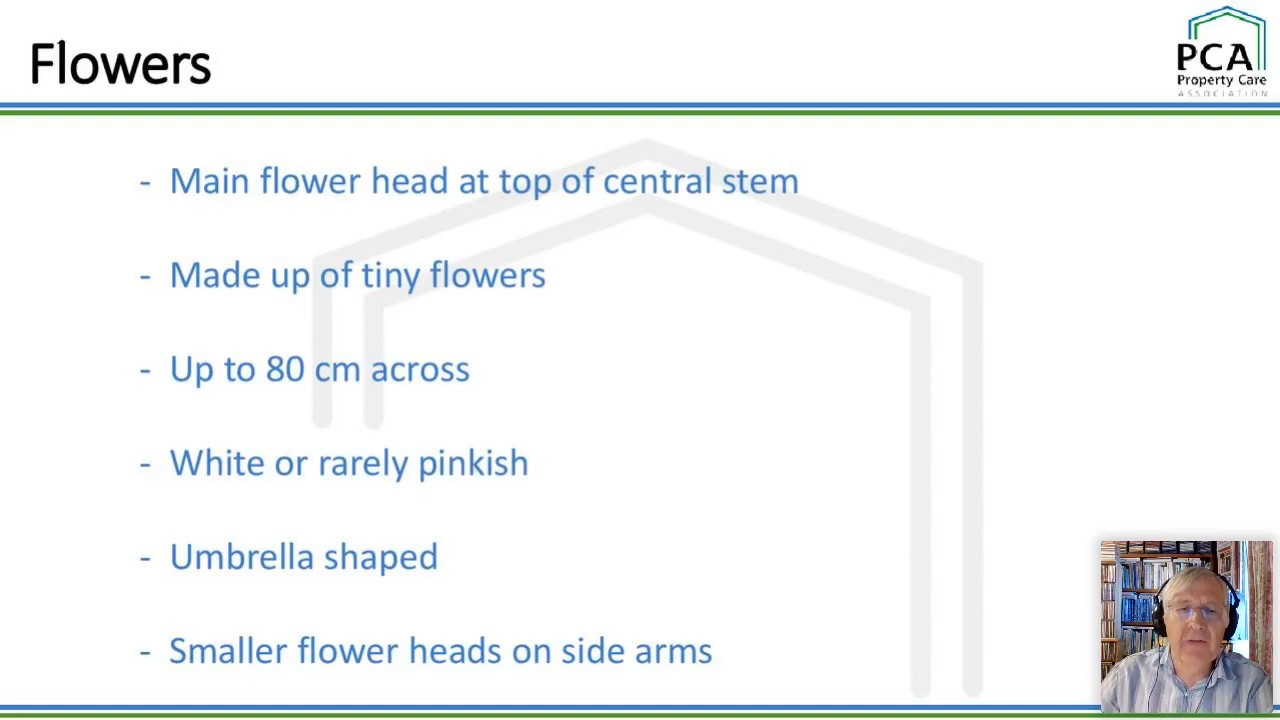 Flowers
PCA
Property Care
ASSOCIATION
- Main flower head at top of central stem
- Made up of tiny flowers
- Up to 80 cm across
- White or rarely pinkish
- Umbrella shaped
- Smaller flower heads on side arms